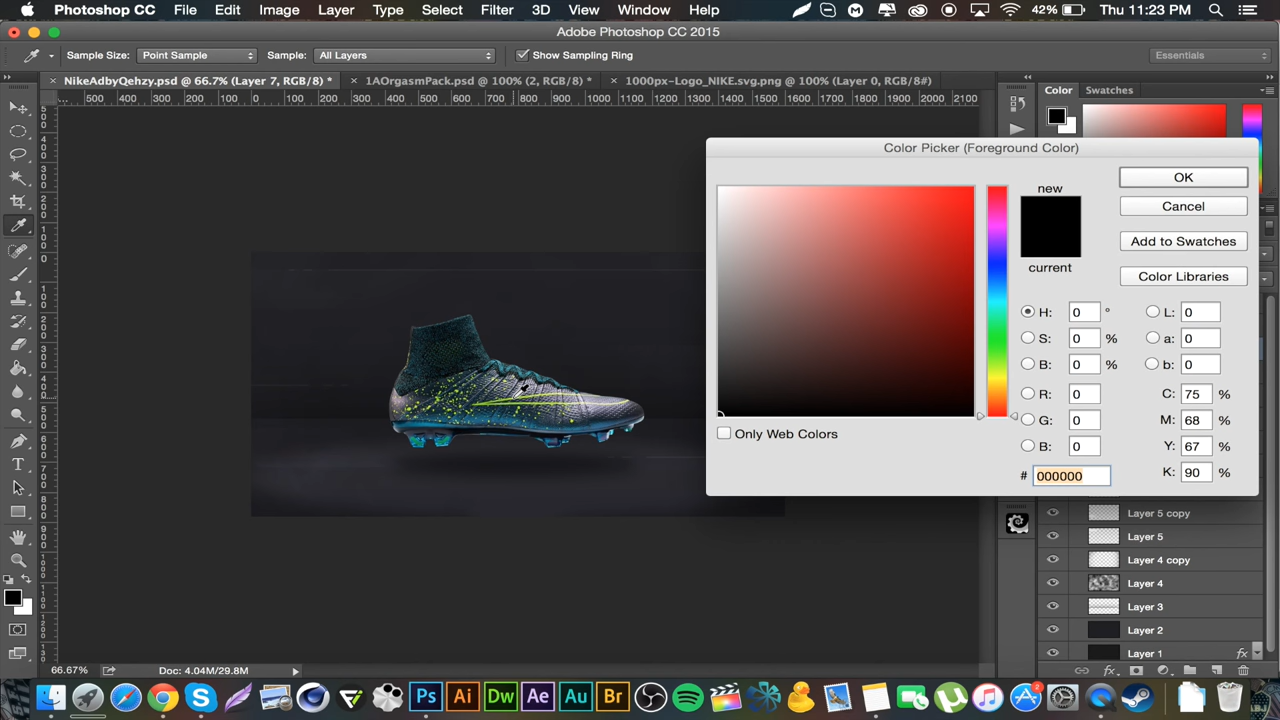 Photoshop CC File Edit Image Layer Type Select Filter 3D View Window Help 42% Thu 11:23 PM
Adobe Photoshop CC 2015
Sample Size: Point Sample Sample: All Layers Show Sampling Ring Essentials
× NikeAdbyQehzy.psd @ 66.7% (Layer 7, RGB/8) * × 1AOrgasmPack.psd @ 100% (2, RGB/8) * × 1000px-Logo_NIKE.svg.png @ 100% (Layer 0, RGB/8#)
Color Swatches
500 400 300 200 100 0 100 200 300 400 500 600 700 800 900 1000 1100 1200 1300 1400 1500 1600 1700 1800 1900 2000 2100
Color Picker (Foreground Color)
new
current
OK
Cancel
Add to Swatches
Color Libraries
H: 0 ° L: 0
S: 0 % a: 0
B: 0 % b: 0
R: 0 C: 75 %
G: 0 M: 68 %
B: 0 Y: 67 %
# 000000 K: 90 %
Only Web Colors
Layer 5 copy
Layer 5
Layer 4 copy
Layer 4
Layer 3
Layer 2
Layer 1 fx
66.67% Doc: 4.04M/29.8M
Ps Ai Dw Ae Au Br